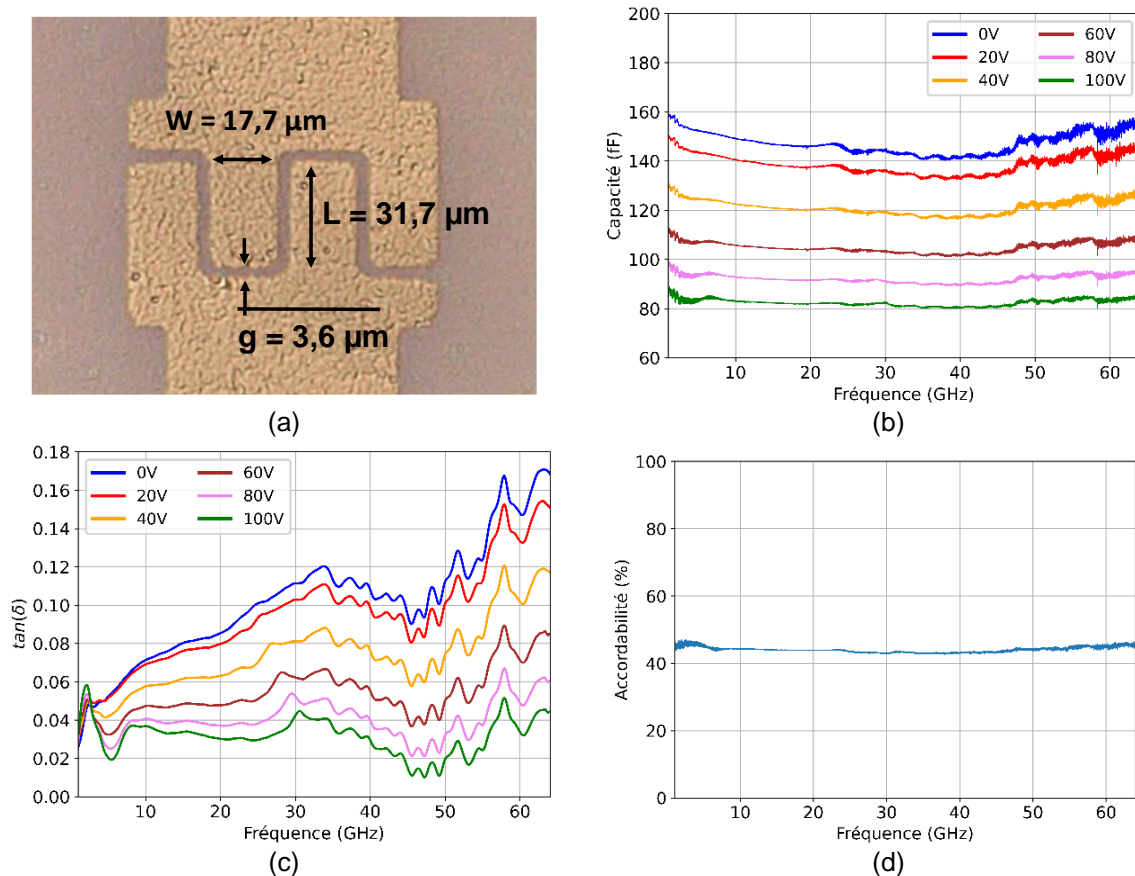 W = 17,7 µm
L = 31,7 µm
g = 3,6 µm
(a)
200
180
160
140
120
100
80
60
Capacité (fF)
0V
20V
40V
60V
80V
100V
10 20 30 40 50 60
Fréquence (GHz)
(b)
0.18
0.16
0.14
0.12
0.10
0.08
0.06
0.04
0.02
0.00
tan(δ)
0V
20V
40V
60V
80V
100V
10 20 30 40 50 60
Fréquence (GHz)
(c)
100
80
60
40
20
0
Accordabilité (%)
10 20 30 40 50 60
Fréquence (GHz)
(d)